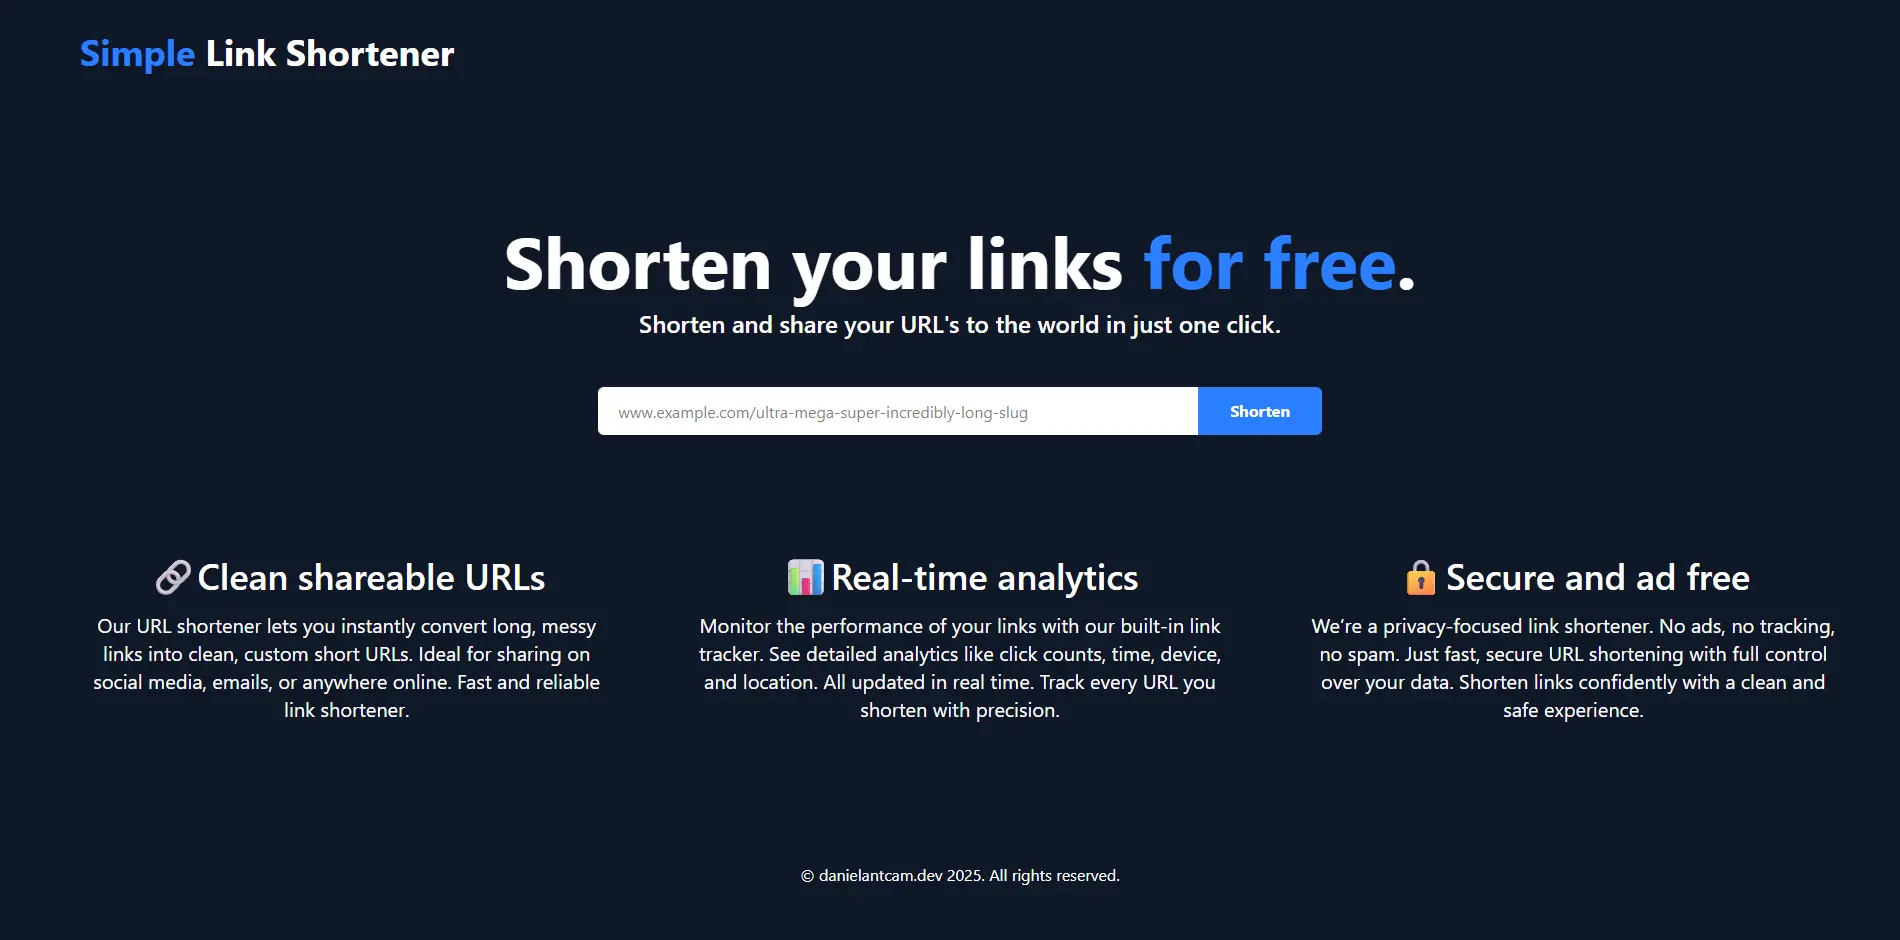 Simple Link Shortener
Shorten your links for free.
Shorten and share your URL's to the world in just one click.
www.example.com/ultra-mega-super-incredibly-long-slug
Shorten
Clean shareable URLs
Our URL shortener lets you instantly convert long, messy
links into clean, custom short URLs. Ideal for sharing on
social media, emails, or anywhere online. Fast and reliable
link shortener.
Real-time analytics
Monitor the performance of your links with our built-in link
tracker. See detailed analytics like click counts, time, device,
and location. All updated in real time. Track every URL you
shorten with precision.
Secure and ad free
We’re a privacy-focused link shortener. No ads, no tracking,
no spam. Just fast, secure URL shortening with full control
over your data. Shorten links confidently with a clean and
safe experience.
© danielantcam.dev 2025. All rights reserved.